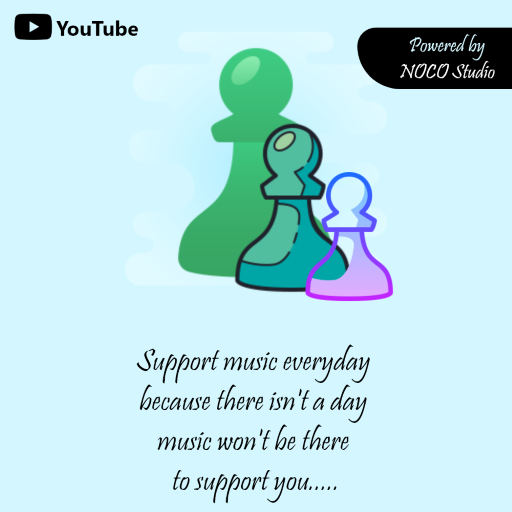 YouTube
Powered by
NOCO Studio
Support music everyday
because there isn't a day
music won't be there
to support you.....